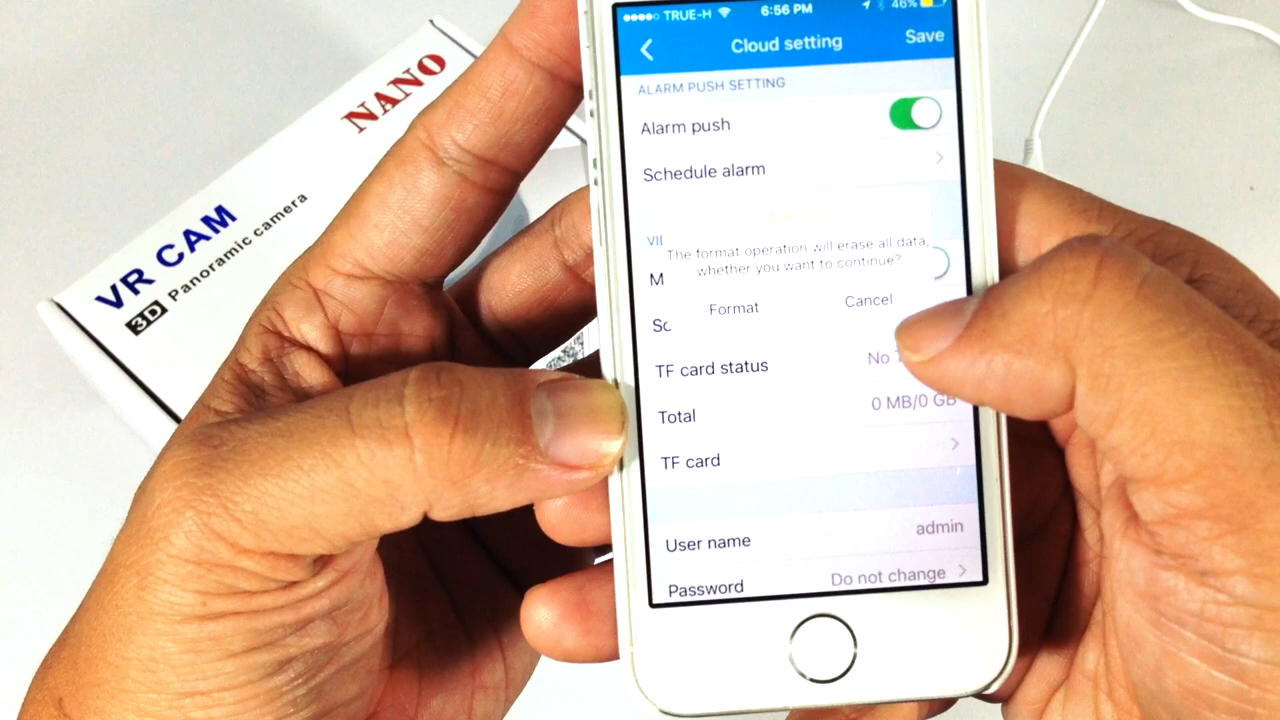 NANO
VR CAM
3D Panoramic camera
TRUE-H 6:56 PM 46%
Cloud setting Save
ALARM PUSH SETTING
Alarm push
Schedule alarm
The format operation will erase all data,
whether you want to continue?
Format Cancel
TF card status No
Total 0 MB/0 GB
TF card
User name admin
Password Do not change